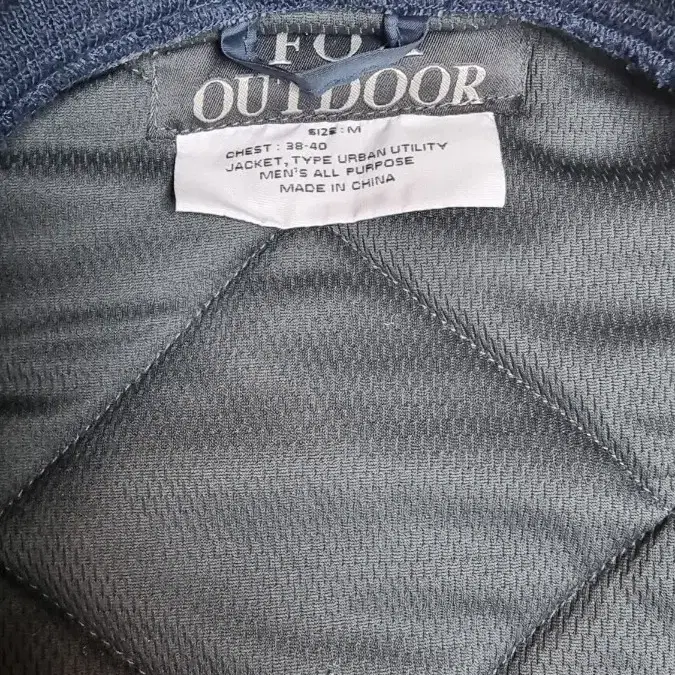 OUTDOOR
SIZE : M
CHEST : 38-40
JACKET, TYPE URBAN UTILITY
MEN'S ALL PURPOSE
MADE IN CHINA